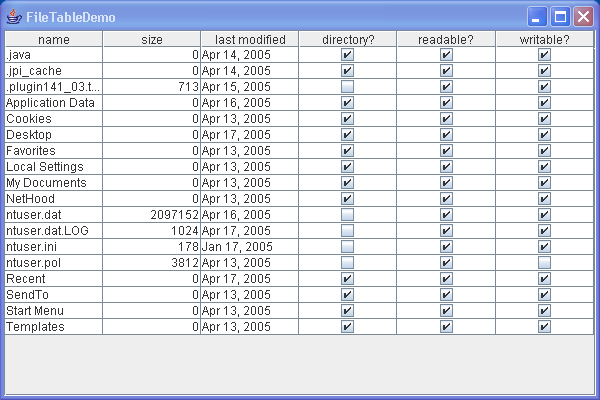 FileTableDemo
name size last modified directory? readable? writable?
.java 0 Apr 14, 2005
.jpi_cache 0 Apr 14, 2005
.plugin141_03.t... 713 Apr 15, 2005
Application Data 0 Apr 16, 2005
Cookies 0 Apr 13, 2005
Desktop 0 Apr 17, 2005
Favorites 0 Apr 13, 2005
Local Settings 0 Apr 13, 2005
My Documents 0 Apr 13, 2005
NetHood 0 Apr 13, 2005
ntuser.dat 2097152 Apr 16, 2005
ntuser.dat.LOG 1024 Apr 17, 2005
ntuser.ini 178 Jan 17, 2005
ntuser.pol 3812 Apr 13, 2005
Recent 0 Apr 17, 2005
SendTo 0 Apr 13, 2005
Start Menu 0 Apr 13, 2005
Templates 0 Apr 13, 2005